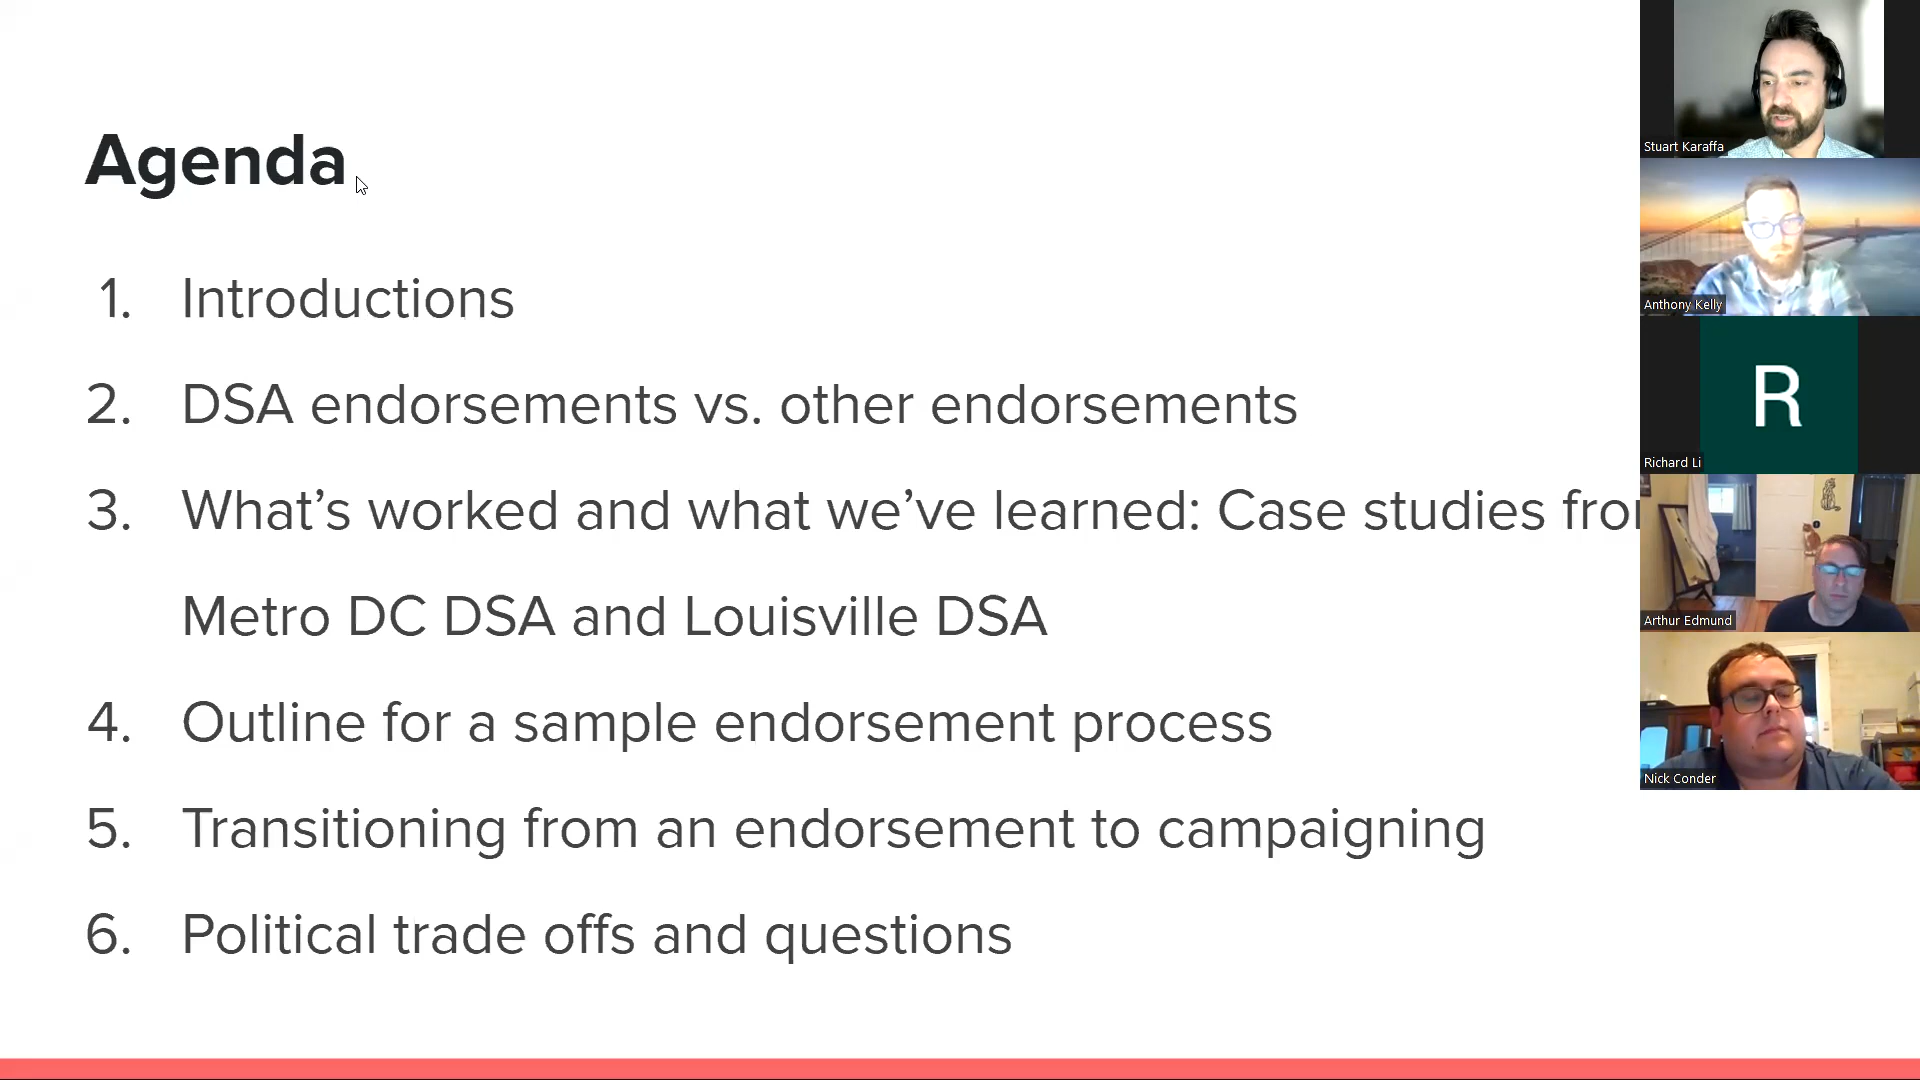 Agenda
1. Introductions
2. DSA endorsements vs. other endorsements
3. What’s worked and what we’ve learned: Case studies
Metro DC DSA and Louisville DSA
4. Outline for a sample endorsement process
5. Transitioning from an endorsement to campaigning
6. Political trade offs and questions
Stuart Karaffa
Anthony Kelly
R
Richard Li
Arthur Edmund
Nick Conder